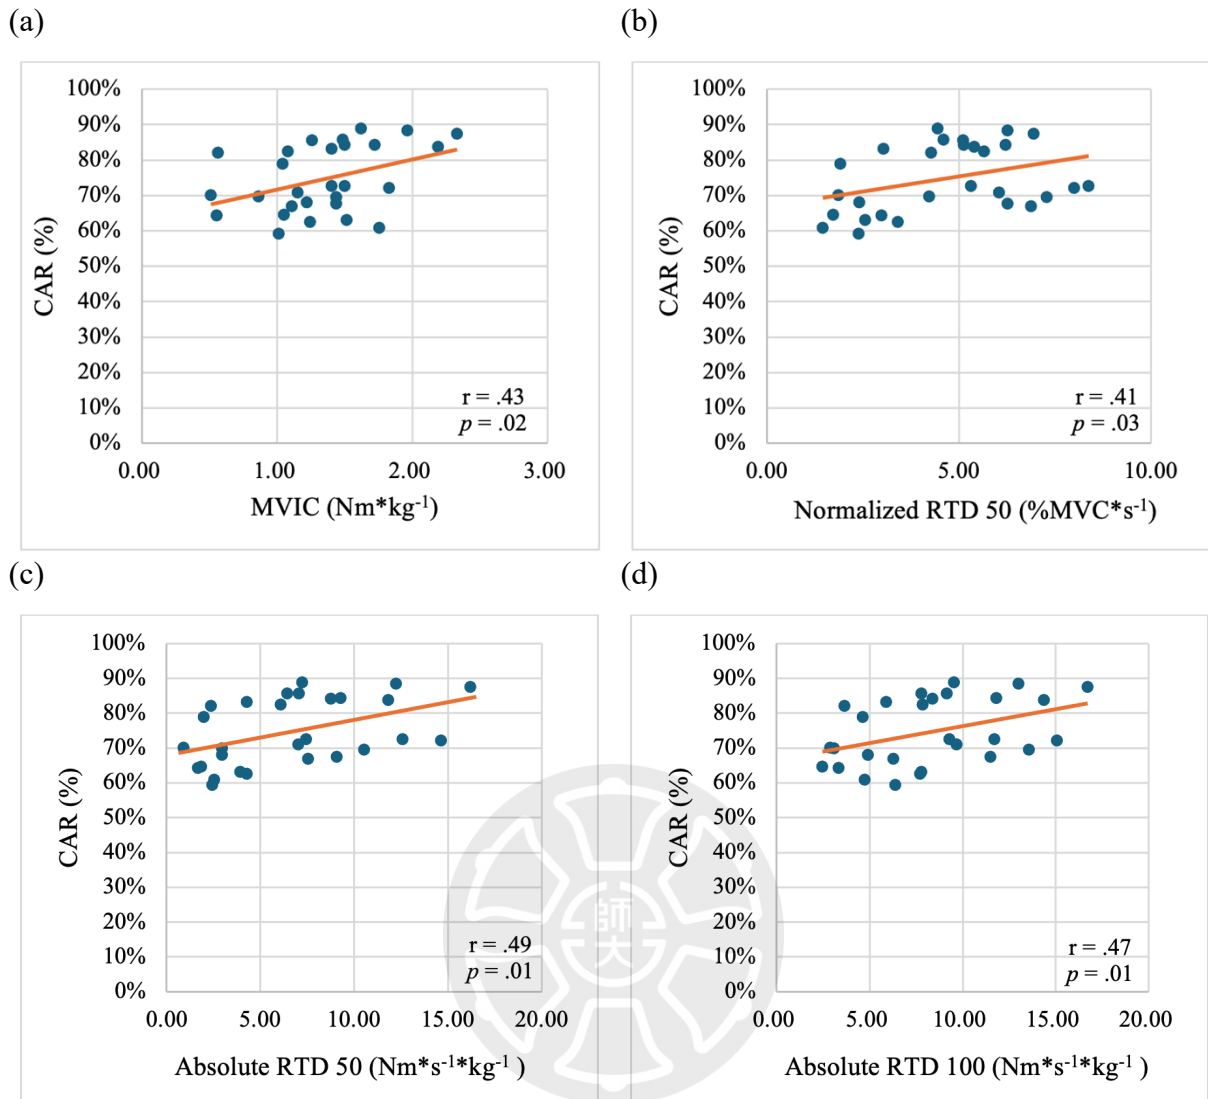 (a)
100%
90%
80%
70%
60%
50%
40%
30%
20%
10%
0%
CAR (%)
r = .43
p = .02
0.00 1.00 2.00 3.00
MVIC (Nm*kg⁻¹)
(b)
100%
90%
80%
70%
60%
50%
40%
30%
20%
10%
0%
CAR (%)
r = .41
p = .03
0.00 5.00 10.00
Normalized RTD 50 (%MVC*s⁻¹)
(c)
100%
90%
80%
70%
60%
50%
40%
30%
20%
10%
0%
CAR (%)
r = .49
p = .01
0.00 5.00 10.00 15.00 20.00
Absolute RTD 50 (Nm*s⁻¹*kg⁻¹ )
(d)
100%
90%
80%
70%
60%
50%
40%
30%
20%
10%
0%
CAR (%)
r = .47
p = .01
0.00 5.00 10.00 15.00 20.00
Absolute RTD 100 (Nm*s⁻¹*kg⁻¹ )
師
大